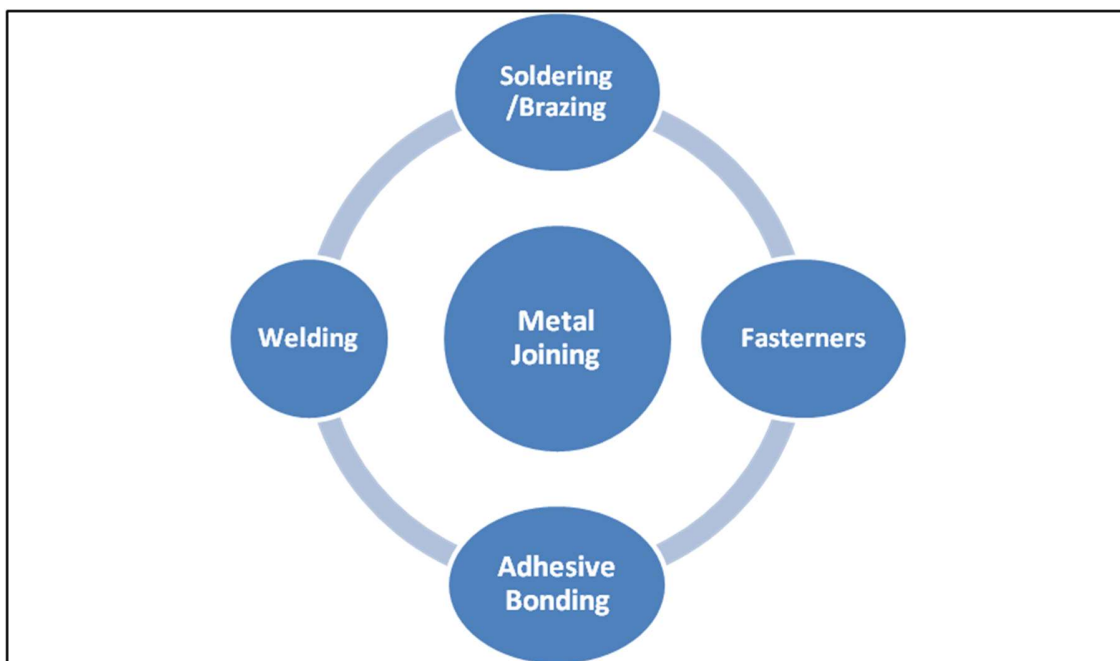 Soldering
/Brazing
Welding
Metal
Joining
Fasterners
Adhesive
Bonding